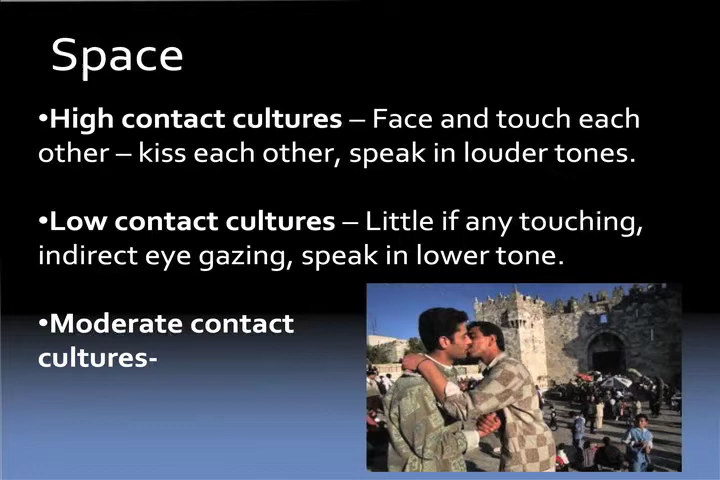 Space
•High contact cultures – Face and touch each
other – kiss each other, speak in louder tones.
•Low contact cultures – Little if any touching,
indirect eye gazing, speak in lower tone.
•Moderate contact
cultures-